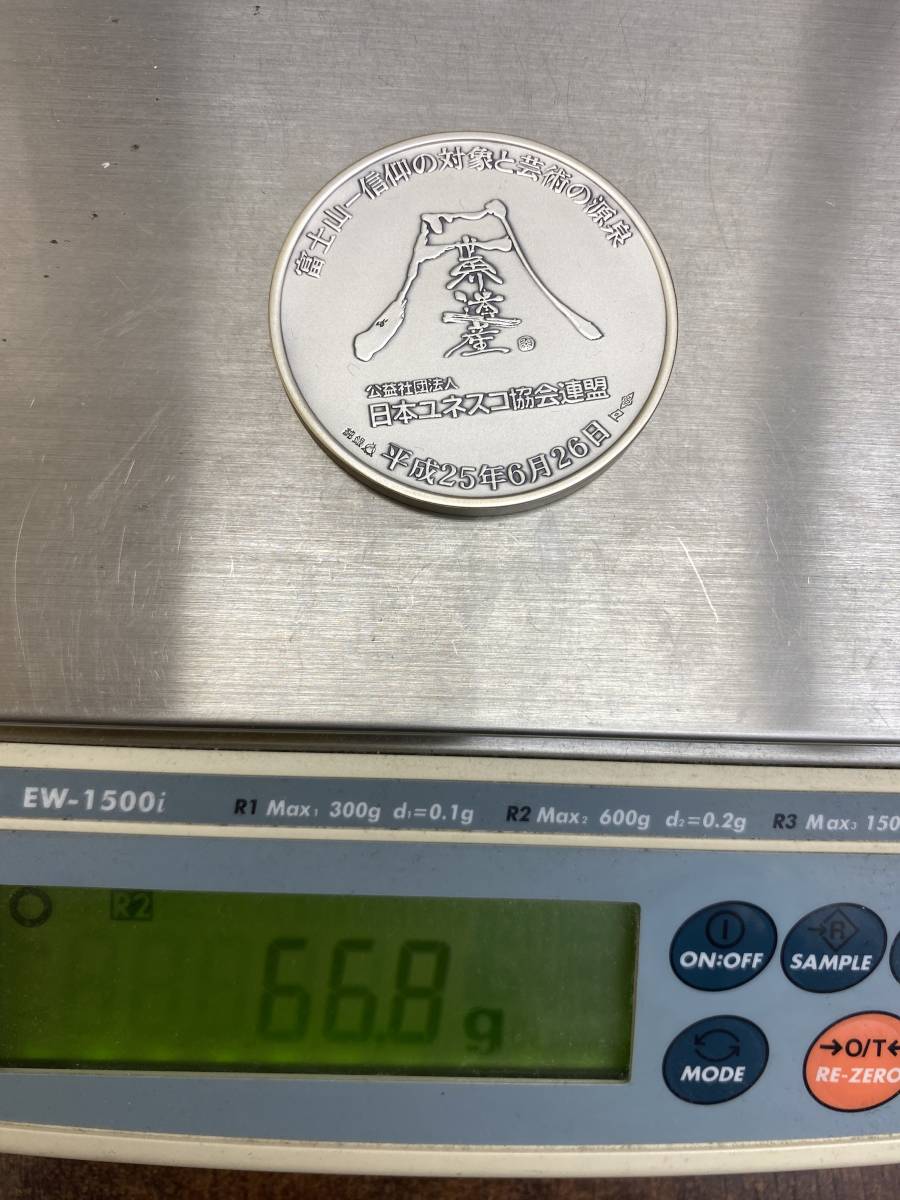 富士山ー信仰の対象と芸術の源泉
世界遺産
公益社団法人
日本ユネスコ協会連盟
純銀
平成25年6月26日
EW-1500i
R1 Max1 300g d1=0.1g R2 Max2 600g d2=0.2g R3 Max3 150
R2
66.8 g
ON:OFF
→R
SAMPLE
MODE
→O/T←
RE-ZERO